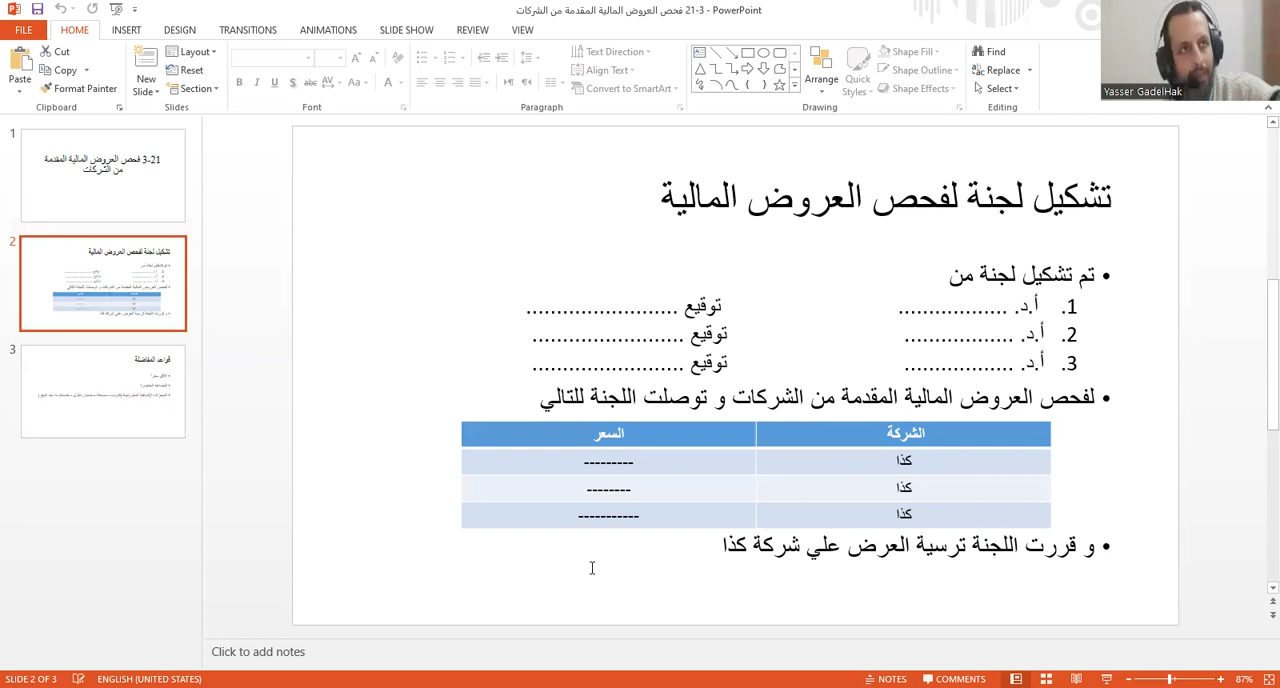 21-3 فحص العروض المالية المقدمة من الشركات - PowerPoint
FILE HOME INSERT DESIGN TRANSITIONS ANIMATIONS SLIDE SHOW REVIEW VIEW
Paste
Cut
Copy
Format Painter
Clipboard
New Slide
Layout
Reset
Section
Slides
B I U S abc AV Aa A
Font
Paragraph
Text Direction
Align Text
Convert to SmartArt
Arrange
Quick Styles
Shape Fill
Shape Outline
Shape Effects
Drawing
Find
Replace
Select
Editing
Yasser GadelHak
1
3-21 فحص العروض المالية المقدمة
من الشركات
2
تشكيل لجنة لفحص العروض المالية
3
قواعد المفاضلة
تشكيل لجنة لفحص العروض المالية
• تم تشكيل لجنة من
1. أ.د. .................. توقيع .........................
2. أ.د. .................. توقيع .........................
3. أ.د. .................. توقيع .........................
• لفحص العروض المالية المقدمة من الشركات و توصلت اللجنة للتالي
الشركة السعر
كذا ---------
كذا --------
كذا -----------
• و قررت اللجنة ترسية العرض علي شركة كذا
Click to add notes
SLIDE 2 OF 3 ENGLISH (UNITED STATES) NOTES COMMENTS 87%